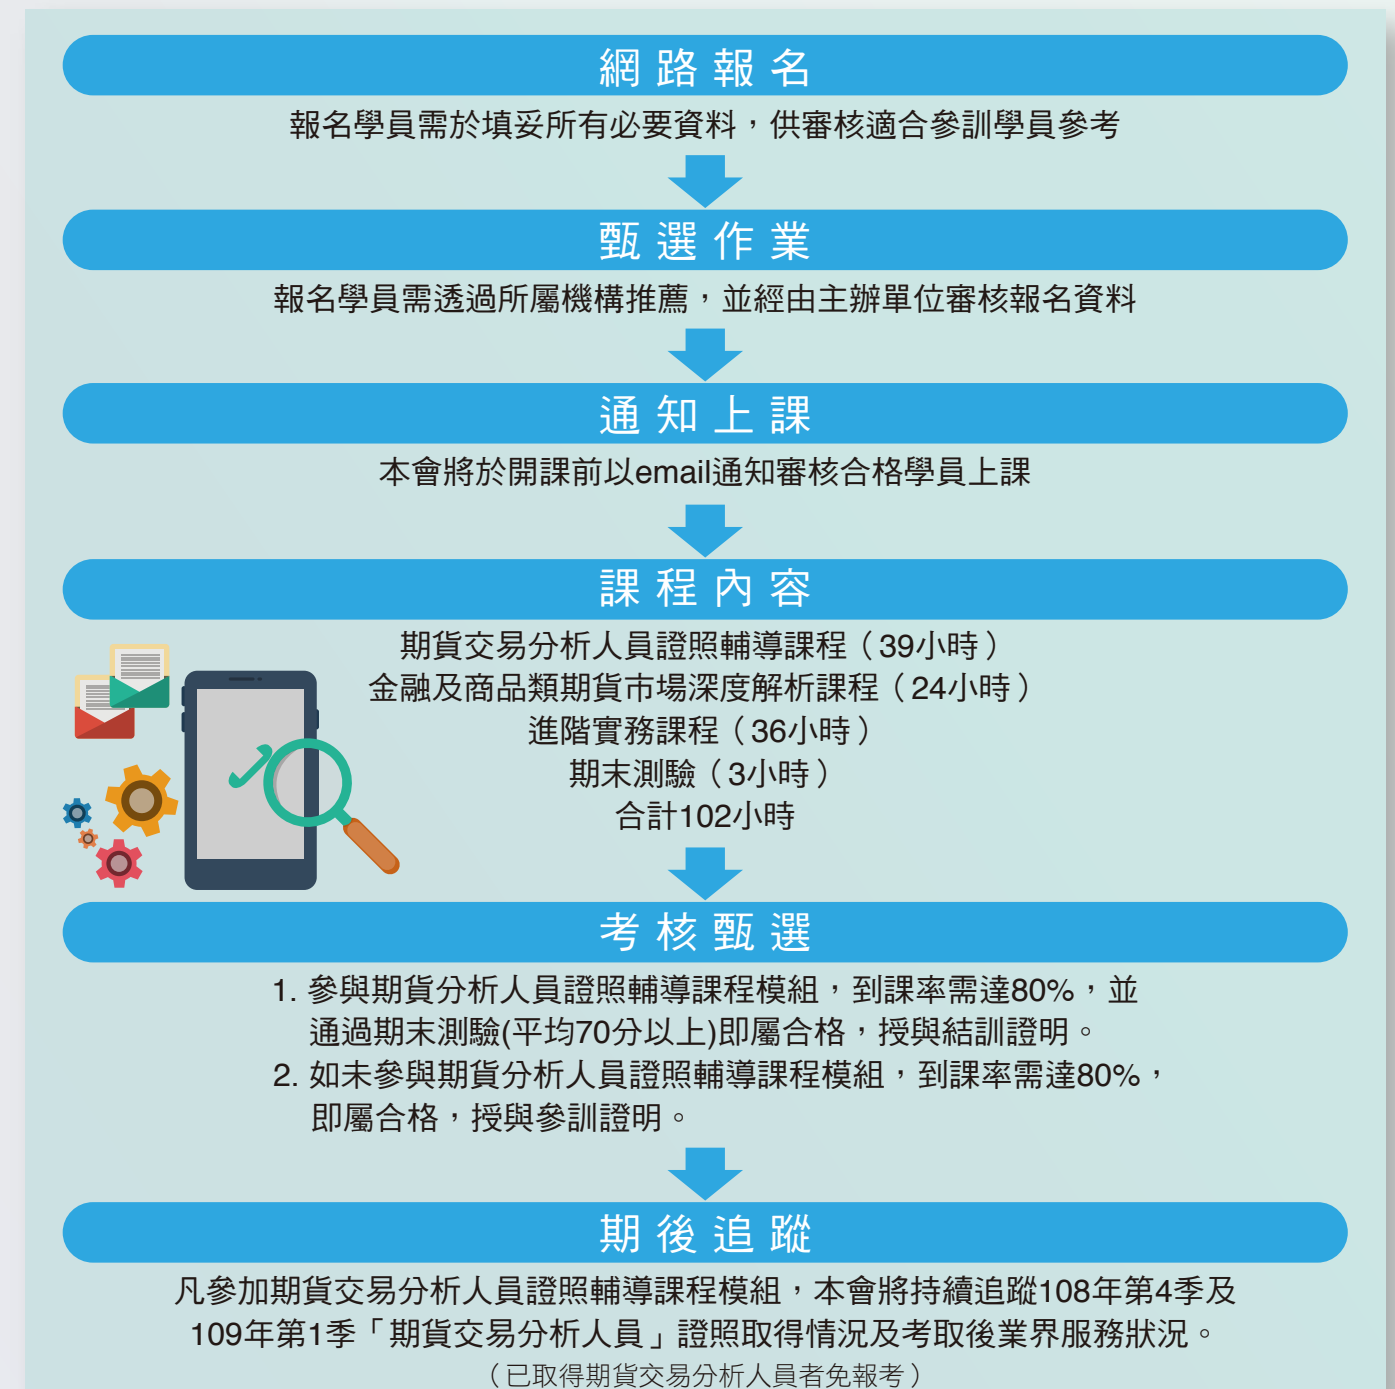 網路報名
報名學員需於填妥所有必要資料，供審核適合參訓學員參考
甄選作業
報名學員需透過所屬機構推薦，並經由主辦單位審核報名資料
通知上課
本會將於開課前以email通知審核合格學員上課
課程內容
期貨交易分析人員證照輔導課程（39小時）
金融及商品類期貨市場深度解析課程（24小時）
進階實務課程（36小時）
期末測驗（3小時）
合計102小時
考核甄選
1. 參與期貨分析人員證照輔導課程模組，到課率需達80%，並
通過期末測驗(平均70分以上)即屬合格，授與結訓證明。
2. 如未參與期貨分析人員證照輔導課程模組，到課率需達80%，
即屬合格，授與參訓證明。
期後追蹤
凡參加期貨交易分析人員證照輔導課程模組，本會將持續追蹤108年第4季及
109年第1季「期貨交易分析人員」證照取得情況及考取後業界服務狀況。
（已取得期貨交易分析人員者免報考）